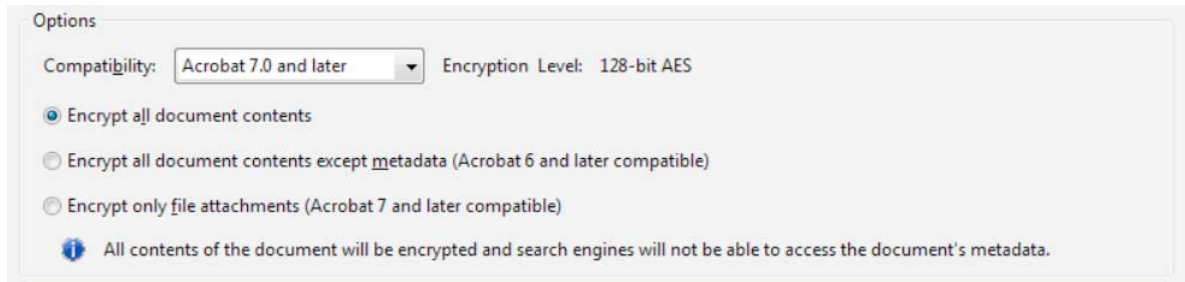 Options
Compatibility: Acrobat 7.0 and later Encryption Level: 128-bit AES
Encrypt all document contents
Encrypt all document contents except metadata (Acrobat 6 and later compatible)
Encrypt only file attachments (Acrobat 7 and later compatible)
All contents of the document will be encrypted and search engines will not be able to access the document's metadata.